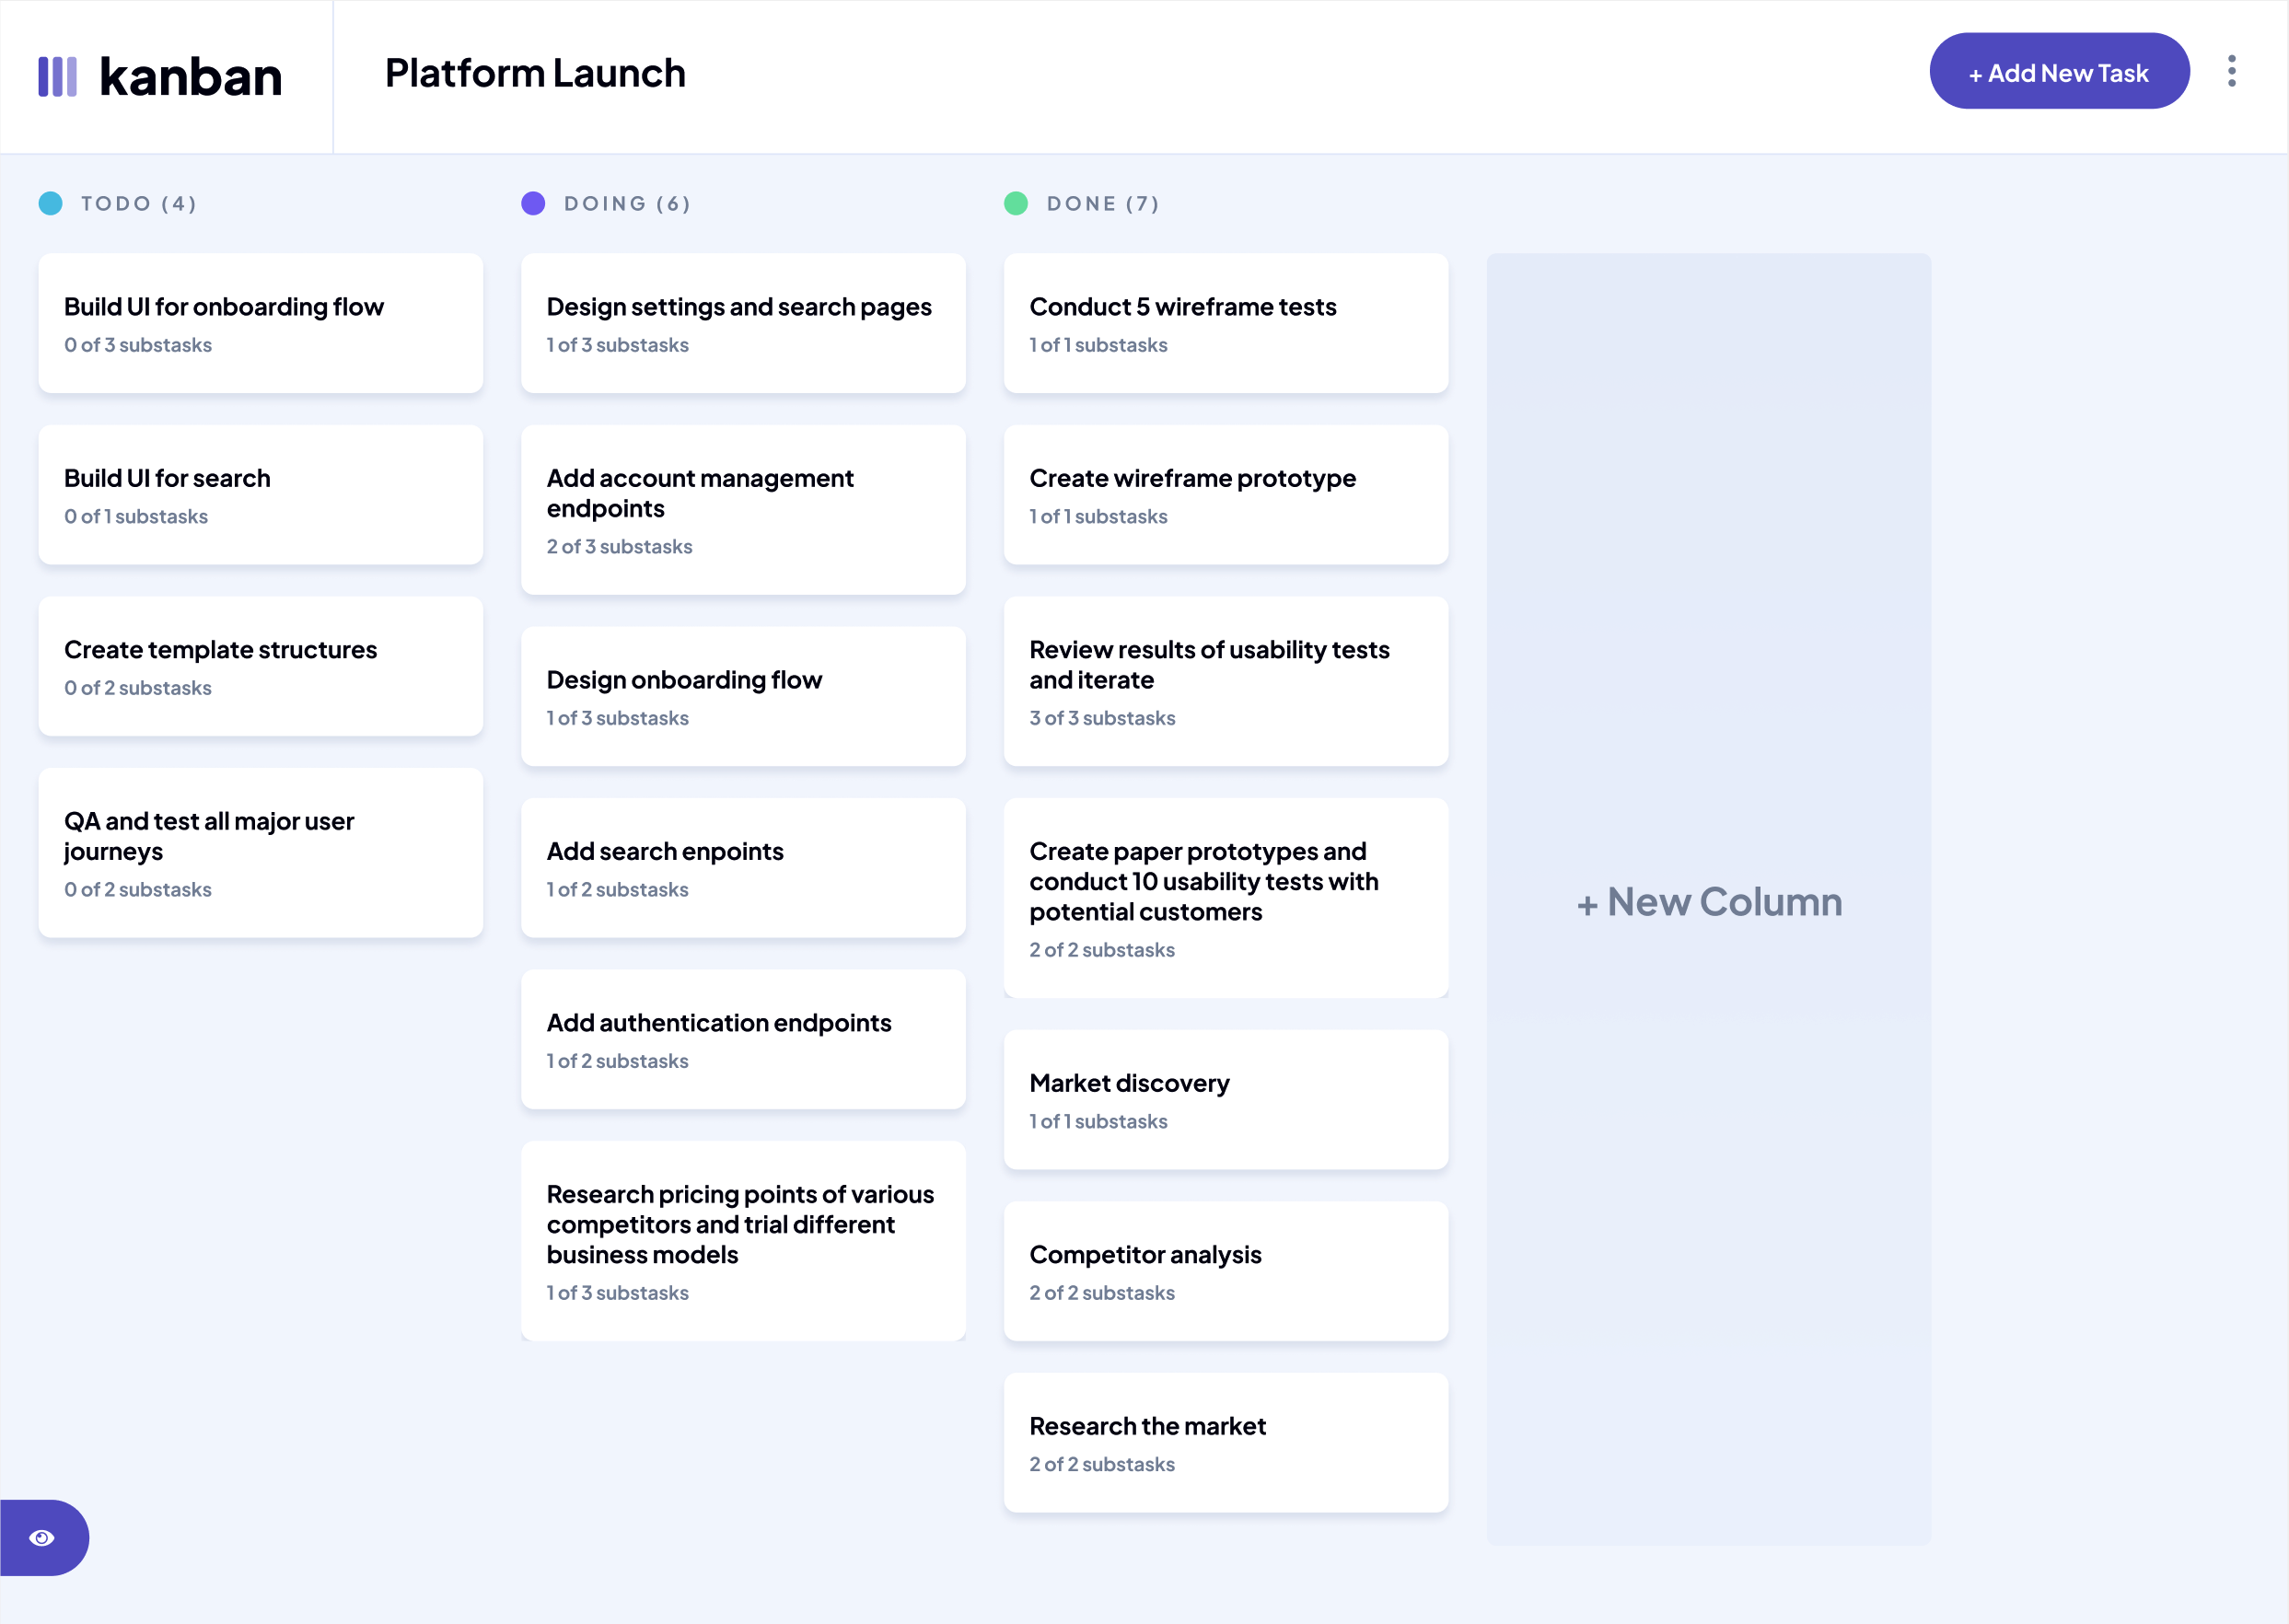 kanban
Platform Launch
+ Add New Task
TODO (4)
Build UI for onboarding flow
0 of 3 substasks
Build UI for search
0 of 1 substasks
Create template structures
0 of 2 substasks
QA and test all major user
journeys
0 of 2 substasks
DOING (6)
Design settings and search pages
1 of 3 substasks
Add account management
endpoints
2 of 3 substasks
Design onboarding flow
1 of 3 substasks
Add search enpoints
1 of 2 substasks
Add authentication endpoints
1 of 2 substasks
Research pricing points of various
competitors and trial different
business models
1 of 3 substasks
DONE (7)
Conduct 5 wireframe tests
1 of 1 substasks
Create wireframe prototype
1 of 1 substasks
Review results of usability tests
and iterate
3 of 3 substasks
Create paper prototypes and
conduct 10 usability tests with
potential customers
2 of 2 substasks
Market discovery
1 of 1 substasks
Competitor analysis
2 of 2 substasks
Research the market
2 of 2 substasks
+ New Column